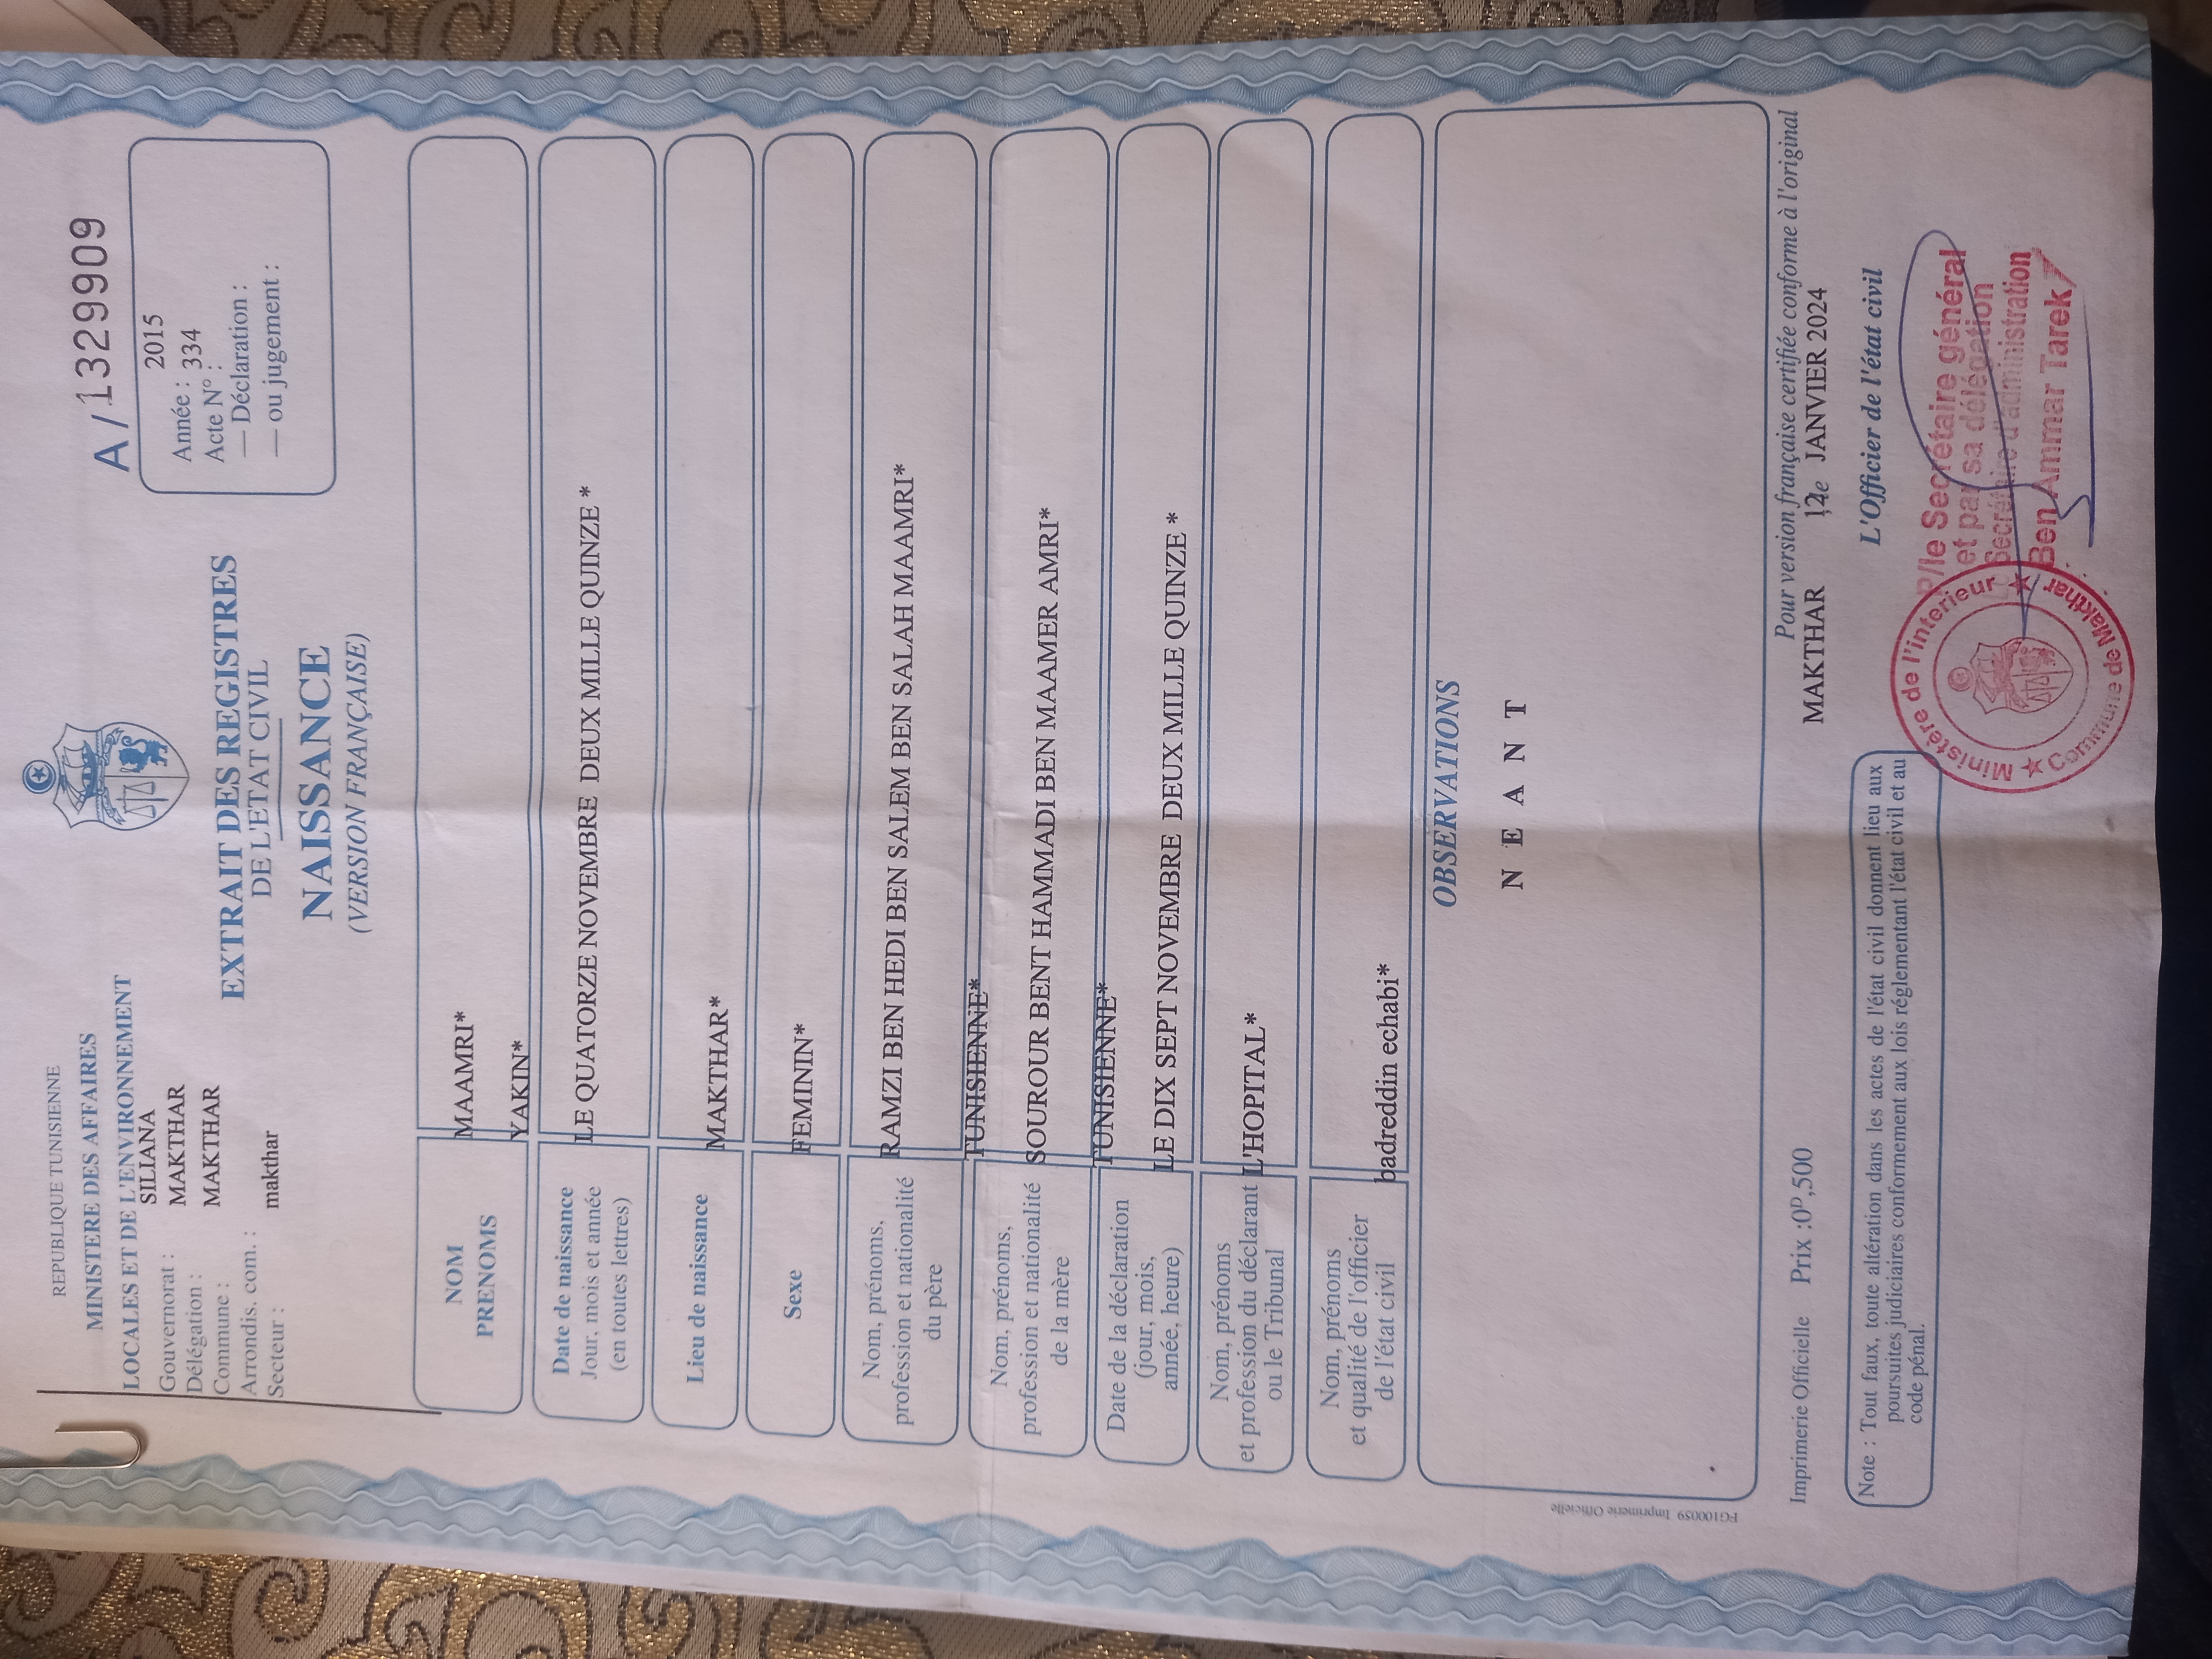 REPUBLIQUE TUNISIENNE
MINISTERE DES AFFAIRES
LOCALES ET DE L'ENVIRONNEMENT
Gouvernorat : SILIANA
Délégation : MAKTHAR
Commune : MAKTHAR
Arrondis. com. :
Secteur : makthar
EXTRAIT DES REGISTRES
DE L'ETAT CIVIL
NAISSANCE
(VERSION FRANÇAISE)
A/1329909
Année : 2015
Acte N° : 334
— Déclaration :
— ou jugement :
NOM MAAMRI*
PRENOMS YAKIN*
Date de naissance
Jour, mois et année
(en toutes lettres)
LE QUATORZE NOVEMBRE DEUX MILLE QUINZE *
Lieu de naissance MAKTHAR*
Sexe FEMININ*
Nom, prénoms,
profession et nationalité
du père
RAMZI BEN HEDI BEN SALEM BEN SALAH MAAMRI*
TUNISIENNE*
Nom, prénoms,
profession et nationalité
de la mère
SOUROUR BENT HAMMADI BEN MAAMER AMRI*
TUNISIENNE*
Date de la déclaration
(jour, mois,
année, heure)
LE DIX SEPT NOVEMBRE DEUX MILLE QUINZE *
Nom, prénoms
et profession du déclarant
ou le Tribunal
L'HOPITAL*
Nom, prénoms
et qualité de l'officier
de l'état civil
badreddin echabi*
OBSERVATIONS
N E A N T
FG100059 Imprimerie Officielle
Imprimerie Officielle Prix :0ᴰ,500
Pour version française certifiée conforme à l'original
MAKTHAR le 12 JANVIER 2024
L'Officier de l'état civil
Note : Tout faux, toute altération dans les actes de l'état civil donnent lieu aux
poursuites judiciaires conformement aux lois réglementant l'état civil et au
code pénal.
P/le Secrétaire général
et par sa délégation
Secrétaire d'administration
Ben Ammar Tarek
Ministère de l'interieur
Commune de Makthar